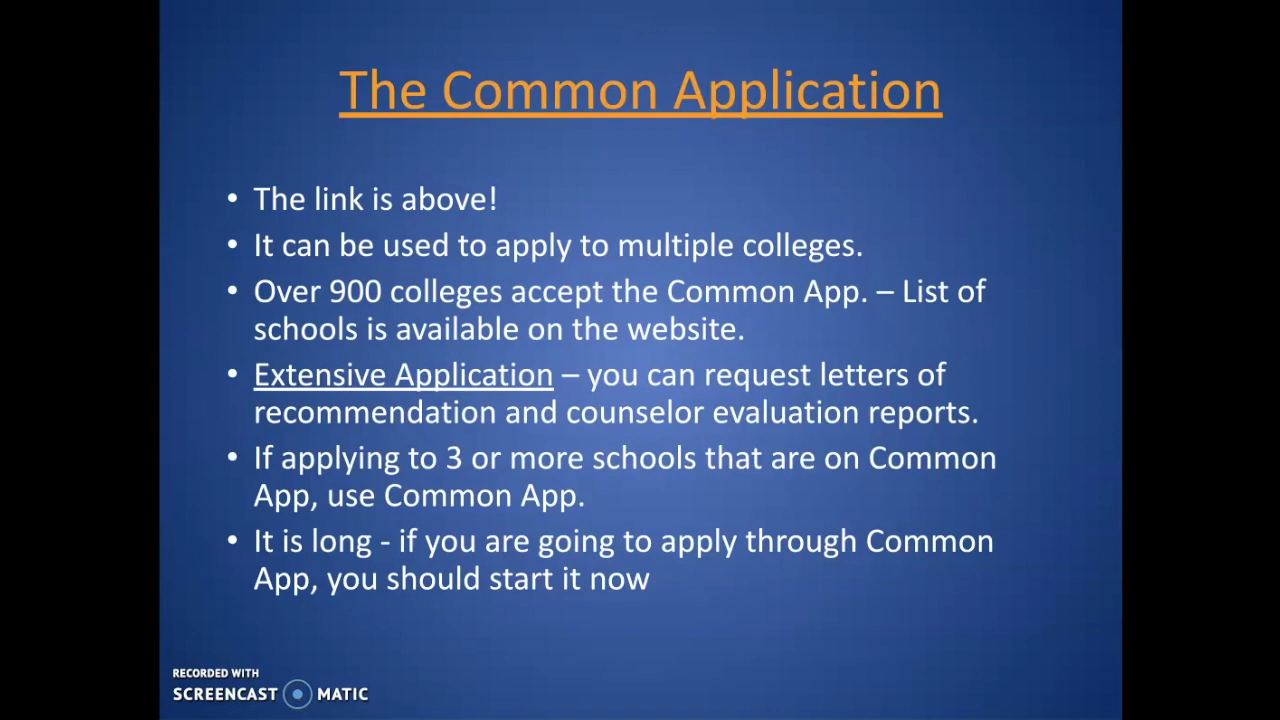 The Common Application
• The link is above!
• It can be used to apply to multiple colleges.
• Over 900 colleges accept the Common App. – List of
schools is available on the website.
• Extensive Application – you can request letters of
recommendation and counselor evaluation reports.
• If applying to 3 or more schools that are on Common
App, use Common App.
• It is long - if you are going to apply through Common
App, you should start it now
RECORDED WITH
SCREENCAST MATIC